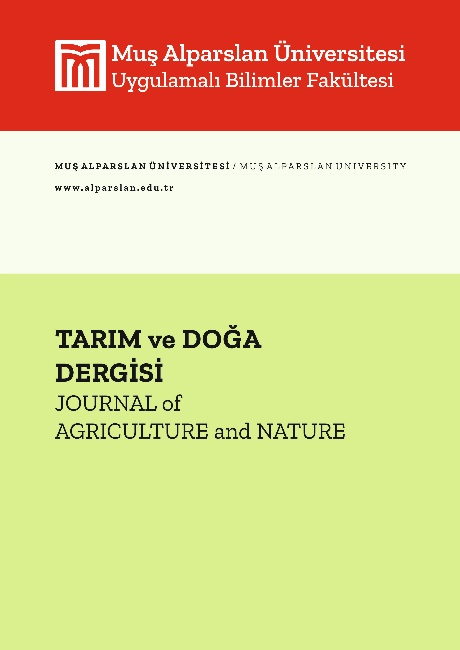 Muş Alparslan Üniversitesi
Uygulamalı Bilimler Fakültesi
MUŞ ALPARSLAN ÜNİVERSİTESİ / MUŞ ALPARSLAN UNIVERSITY
www.alparslan.edu.tr
TARIM ve DOĞA
DERGİSİ
JOURNAL of
AGRICULTURE and NATURE